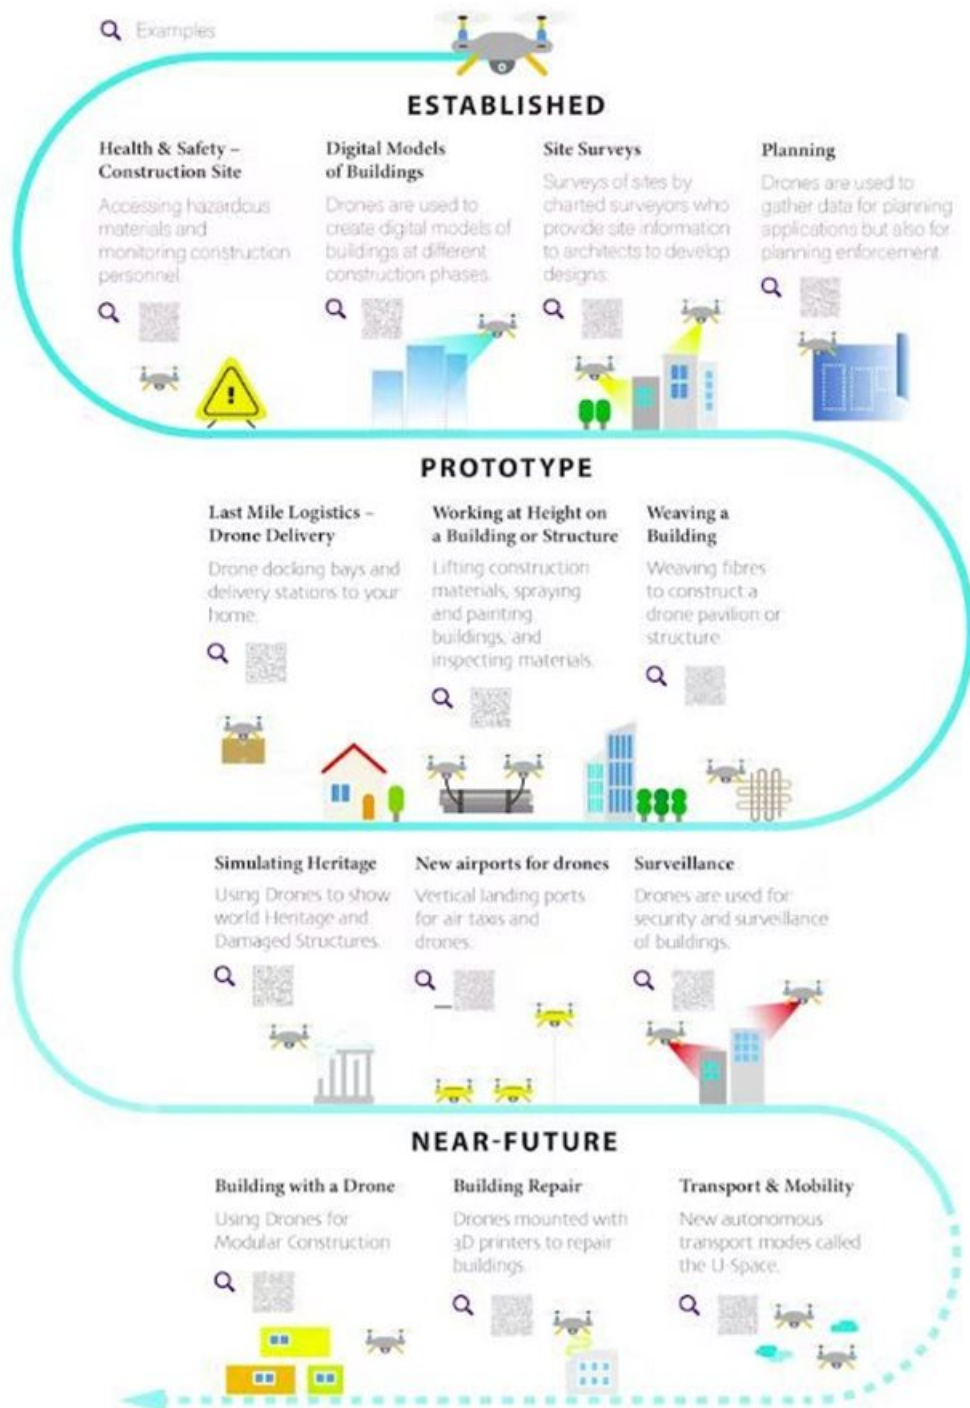 Examples
ESTABLISHED
Health & Safety –
Construction Site
Accessing hazardous
materials and
monitoring construction
personnel.
Digital Models
of Buildings
Drones are used to
create digital models of
buildings at different
construction phases.
Site Surveys
Surveys of sites by
charted surveyors who
provide site information
to architects to develop
designs.
Planning
Drones are used to
gather data for planning
applications but also for
planning enforcement.
PROTOTYPE
Last Mile Logistics –
Drone Delivery
Drone docking bays and
delivery stations to your
home.
Working at Height on
a Building or Structure
Lifting construction
materials, spraying
and painting
buildings, and
inspecting materials.
Weaving a
Building
Weaving fibres
to construct a
drone pavilion or
structure
Simulating Heritage
Using Drones to show
world Heritage and
Damaged Structures.
New airports for drones
Vertical landing ports
for air taxis and
drones.
Surveillance
Drones are used for
security and surveillance
of buildings.
NEAR-FUTURE
Building with a Drone
Using Drones for
Modular Construction
Building Repair
Drones mounted with
3D printers to repair
buildings
Transport & Mobility
New autonomous
transport modes called
the U-Space.